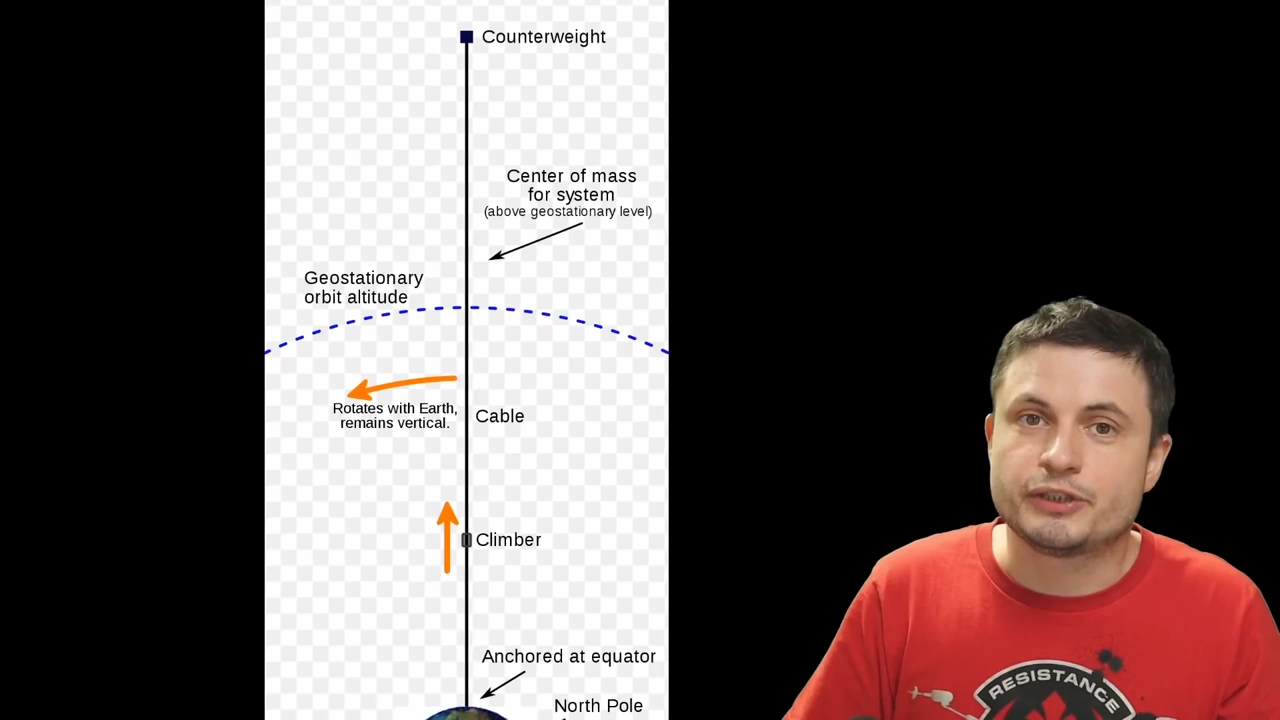 Counterweight
Center of mass
for system
(above geostationary level)
Geostationary
orbit altitude
Rotates with Earth,
remains vertical.
Cable
Climber
Anchored at equator
North Pole
RESISTANCE